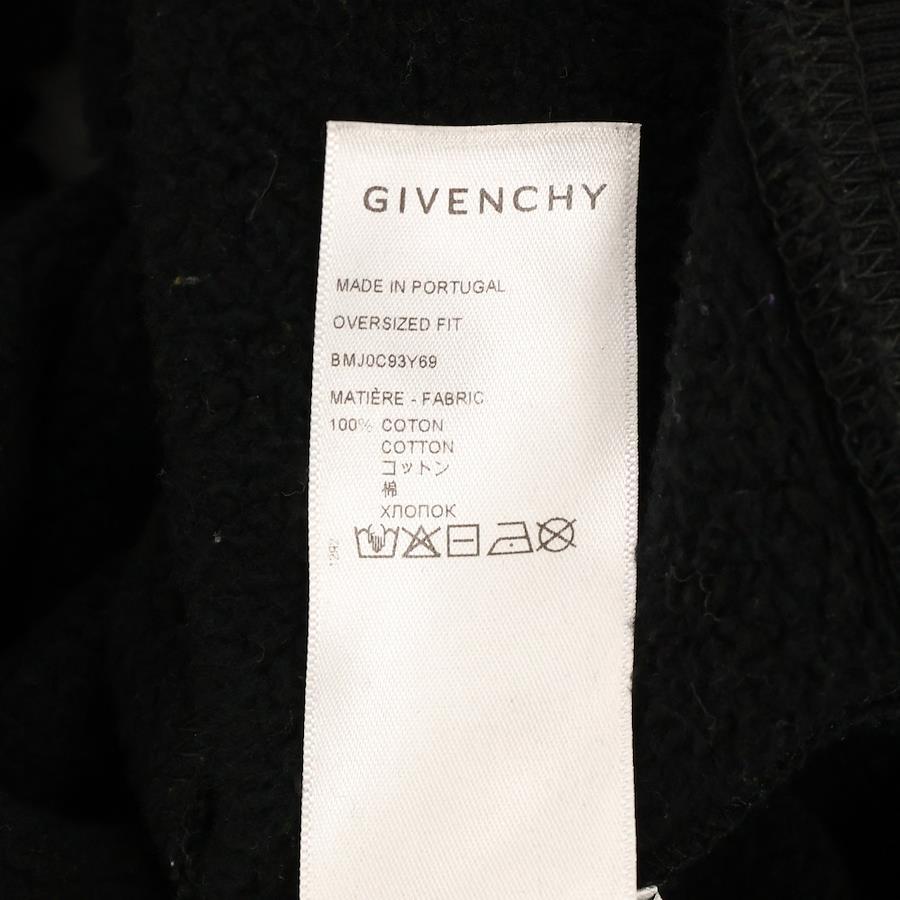 GIVENCHY
MADE IN PORTUGAL
OVERSIZED FIT
BMJ0C93Y69
MATIÈRE - FABRIC
100% COTON
COTTON
コットン
棉
ХЛОПОК